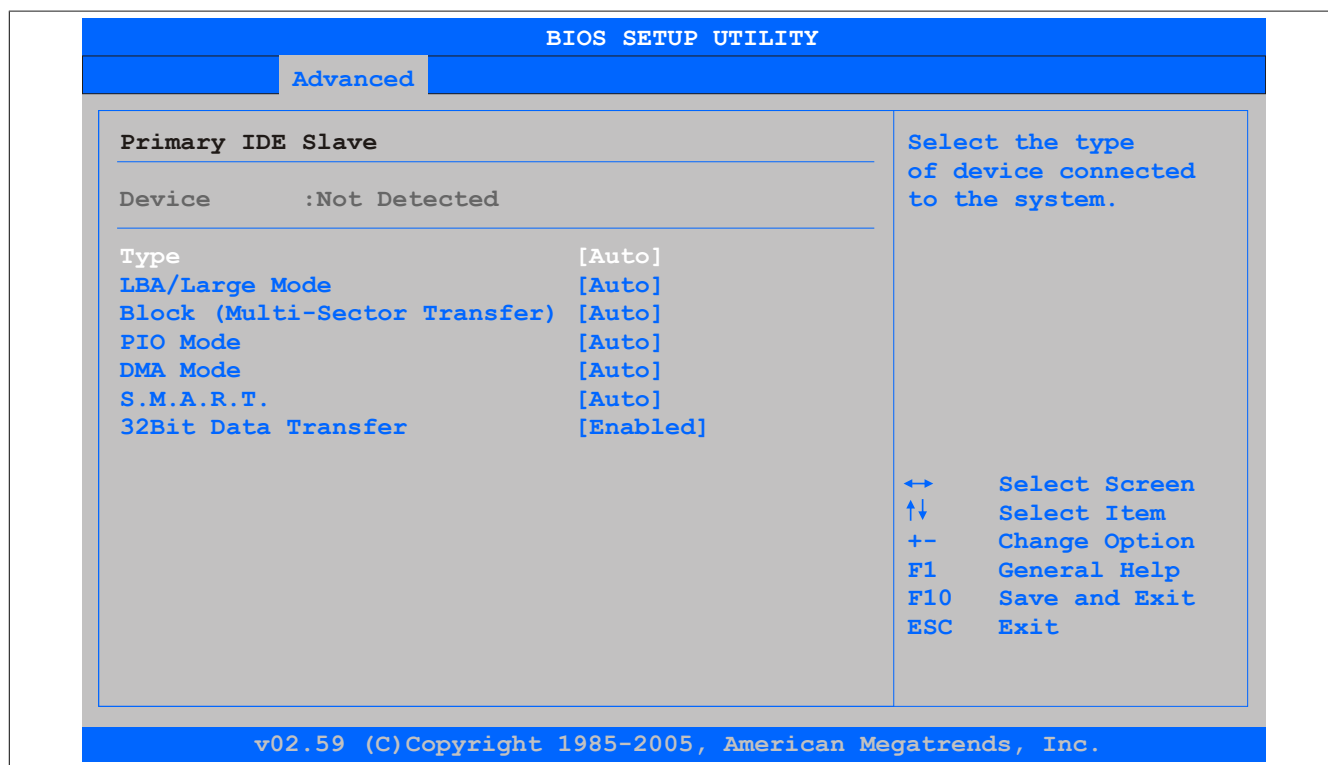 BIOS SETUP UTILITY
Advanced
Primary IDE Slave
Device :Not Detected
Type [Auto]
LBA/Large Mode [Auto]
Block (Multi-Sector Transfer) [Auto]
PIO Mode [Auto]
DMA Mode [Auto]
S.M.A.R.T. [Auto]
32Bit Data Transfer [Enabled]
Select the type
of device connected
to the system.
↔ Select Screen
↑↓ Select Item
+- Change Option
F1 General Help
F10 Save and Exit
ESC Exit
v02.59 (C)Copyright 1985-2005, American Megatrends, Inc.